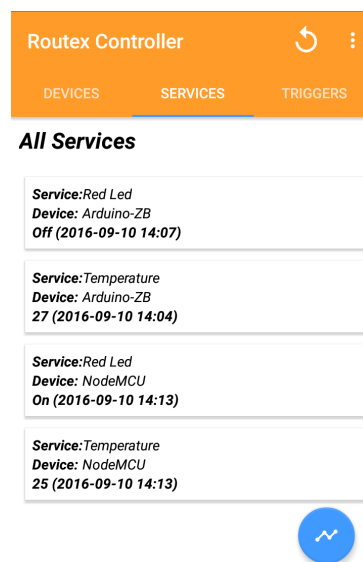 Routex Controller
DEVICES SERVICES TRIGGERS
All Services
Service:Red Led
Device: Arduino-ZB
Off (2016-09-10 14:07)
Service:Temperature
Device: Arduino-ZB
27 (2016-09-10 14:04)
Service:Red Led
Device: NodeMCU
On (2016-09-10 14:13)
Service:Temperature
Device: NodeMCU
25 (2016-09-10 14:13)